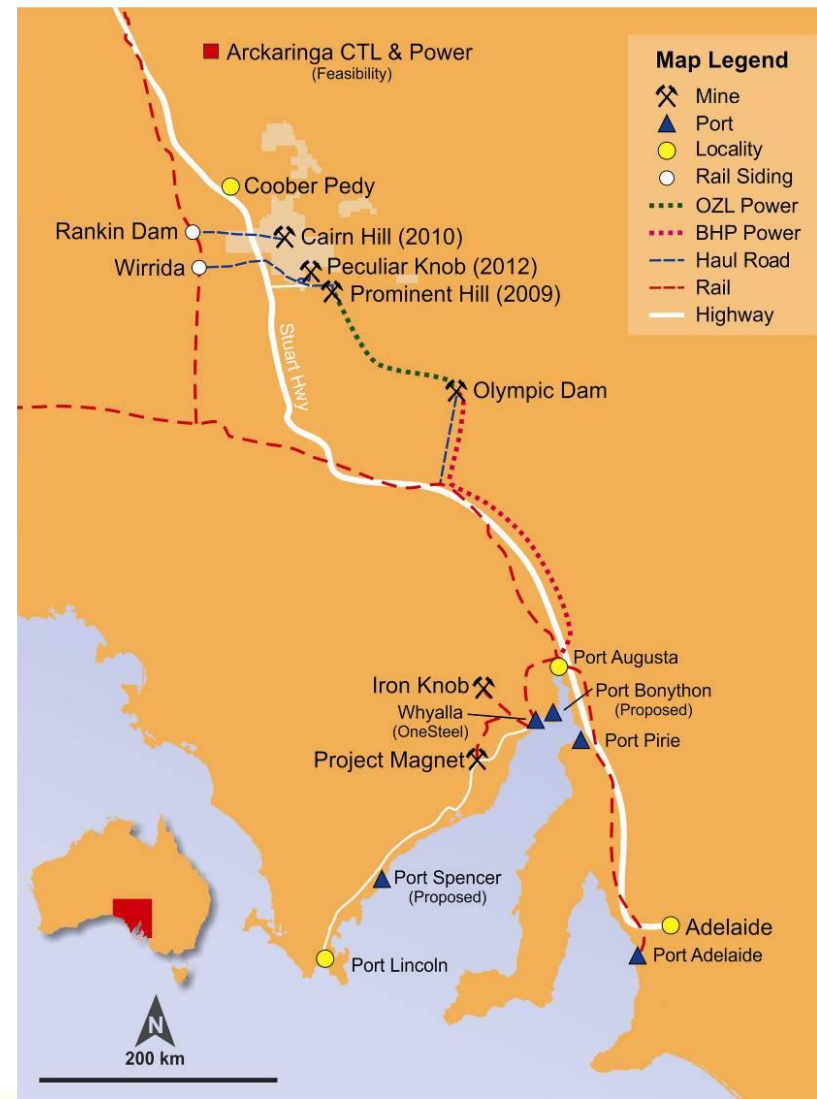 Arckaringa CTL & Power
(Feasibility)
Map Legend
Mine
Port
Locality
Rail Siding
OZL Power
BHP Power
Haul Road
Rail
Highway
Coober Pedy
Rankin Dam
Cairn Hill (2010)
Wirrida
Peculiar Knob (2012)
Prominent Hill (2009)
Stuart Hwy
Olympic Dam
Port Augusta
Iron Knob
Port Bonython
(Proposed)
Whyalla
(OneSteel)
Port Pirie
Project Magnet
Port Spencer
(Proposed)
Adelaide
Port Adelaide
Port Lincoln
N
200 km